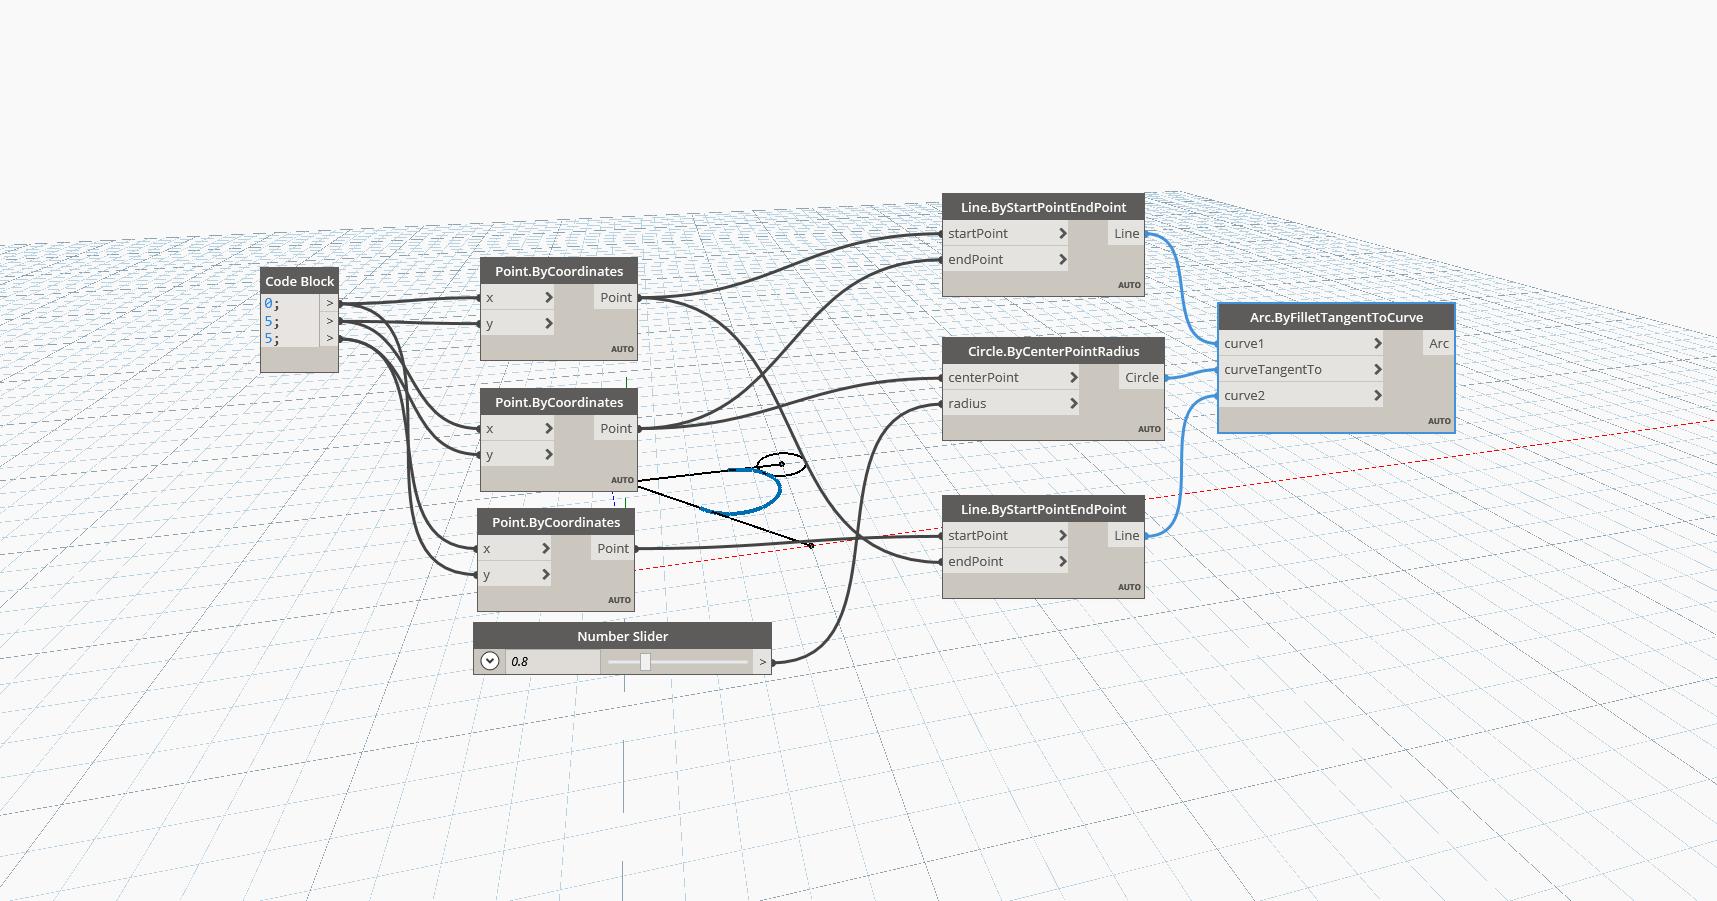 Code Block
0; >
5; >
5; >
Point.ByCoordinates
x > Point
y >
AUTO
Point.ByCoordinates
x > Point
y >
AUTO
Point.ByCoordinates
x > Point
y >
AUTO
Number Slider
0.8 >
Line.ByStartPointEndPoint
startPoint > Line
endPoint >
AUTO
Circle.ByCenterPointRadius
centerPoint > Circle
radius >
AUTO
Line.ByStartPointEndPoint
startPoint > Line
endPoint >
AUTO
Arc.ByFilletTangentToCurve
curve1 > Arc
curveTangentTo >
curve2 >
AUTO